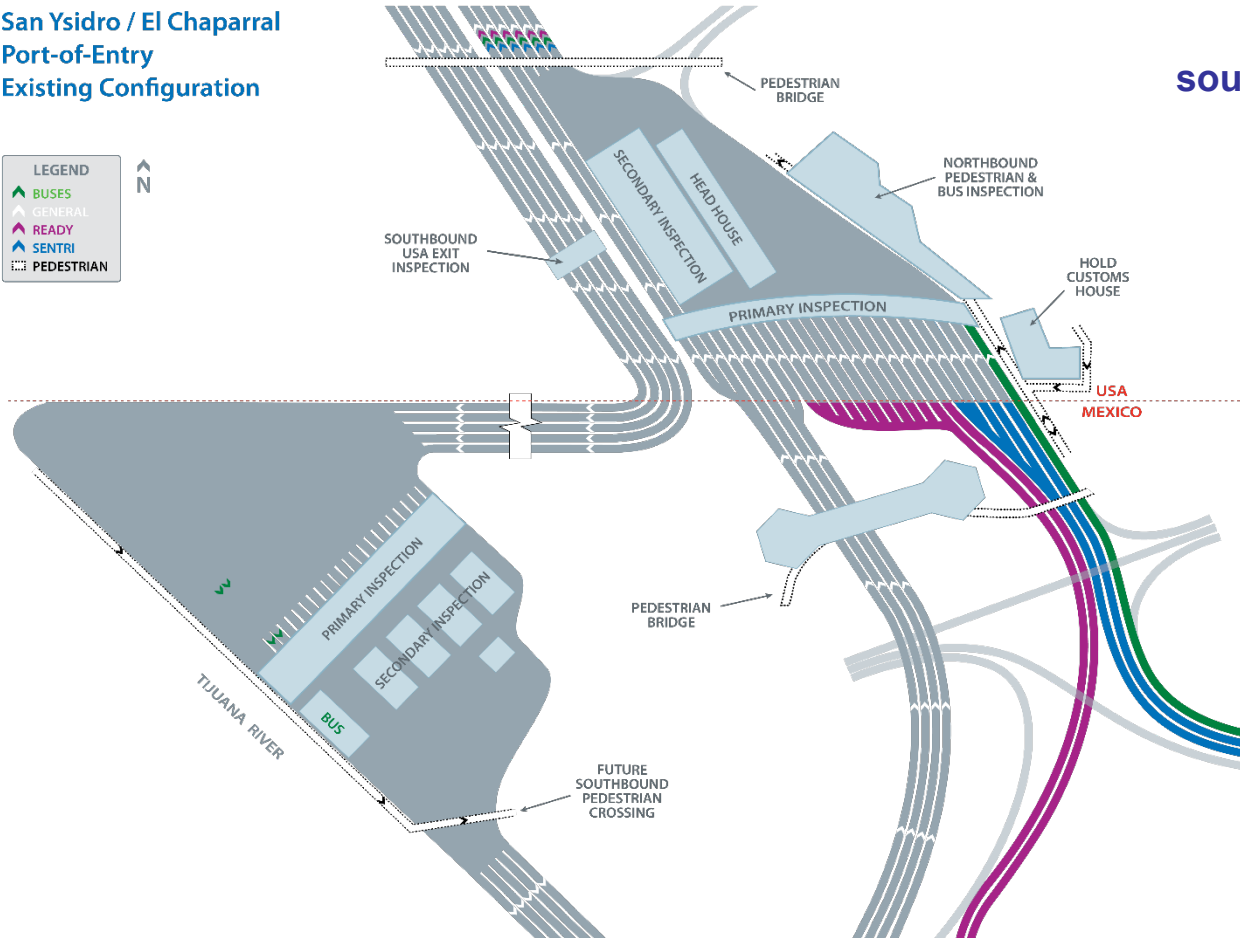 San Ysidro / El Chaparral
Port-of-Entry
Existing Configuration
sou
LEGEND
BUSES
GENERAL
READY
SENTRI
PEDESTRIAN
N
PEDESTRIAN
BRIDGE
SECONDARY INSPECTION
HEAD HOUSE
NORTHBOUND
PEDESTRIAN &
BUS INSPECTION
SOUTHBOUND
USA EXIT
INSPECTION
HOLD
CUSTOMS
HOUSE
PRIMARY INSPECTION
USA
MEXICO
PRIMARY INSPECTION
SECONDARY INSPECTION
PEDESTRIAN
BRIDGE
TIJUANA RIVER
BUS
FUTURE
SOUTHBOUND
PEDESTRIAN
CROSSING